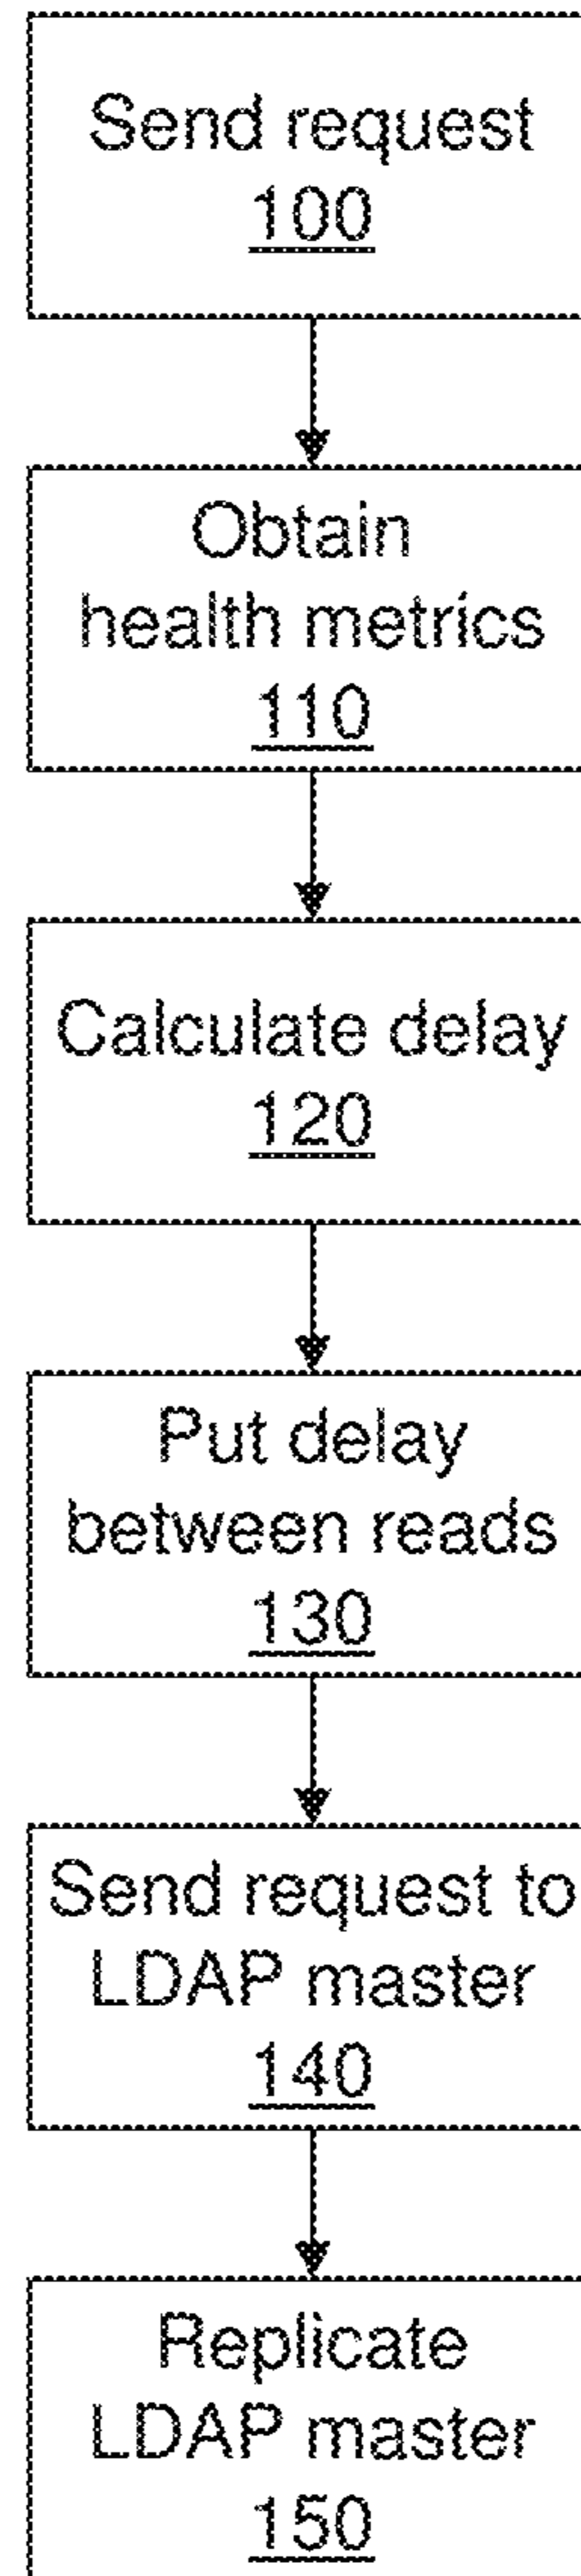 Send request
100
Obtain
health metrics
110
Calculate delay
120
Put delay
between reads
130
Send request to
LDAP master
140
Replicate
LDAP master
150